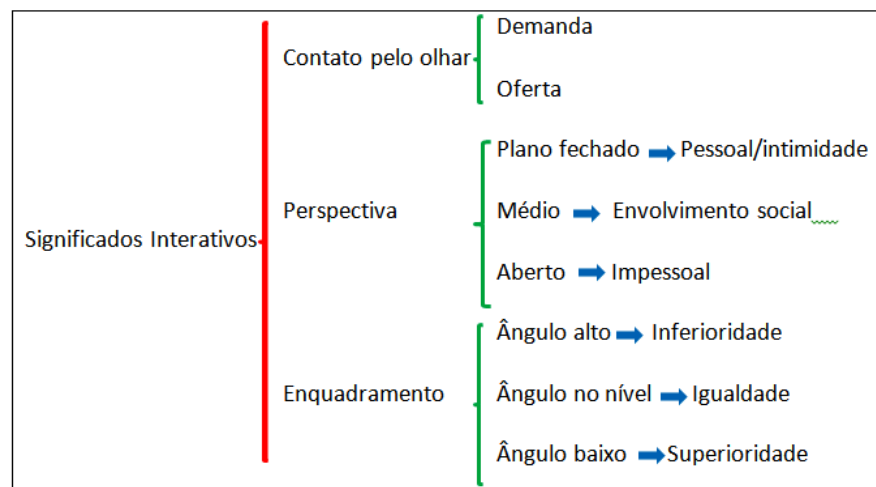 Significados Interativos
Contato pelo olhar
Demanda
Oferta
Perspectiva
Plano fechado Pessoal/intimidade
Médio Envolvimento social
Aberto Impessoal
Enquadramento
Ângulo alto Inferioridade
Ângulo no nível Igualdade
Ângulo baixo Superioridade